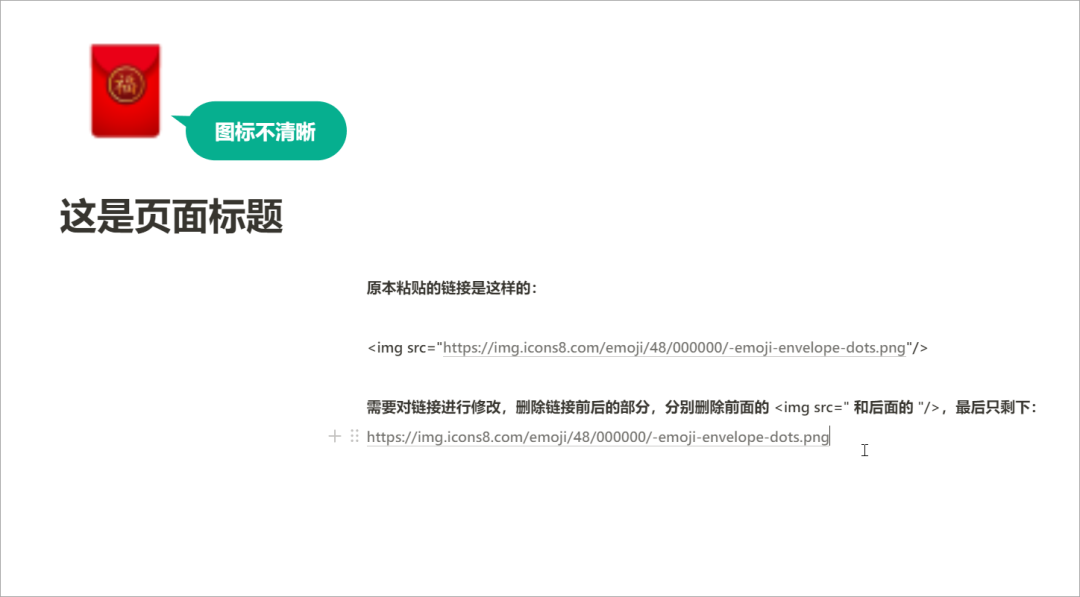 福
图标不清晰
这是页面标题
原本粘贴的链接是这样的：
<img src="https://img.icons8.com/emoji/48/000000/-emoji-envelope-dots.png"/>
需要对链接进行修改，删除链接前后的部分，分别删除前面的 <img src=" 和后面的 "/>，最后只剩下：
https://img.icons8.com/emoji/48/000000/-emoji-envelope-dots.png